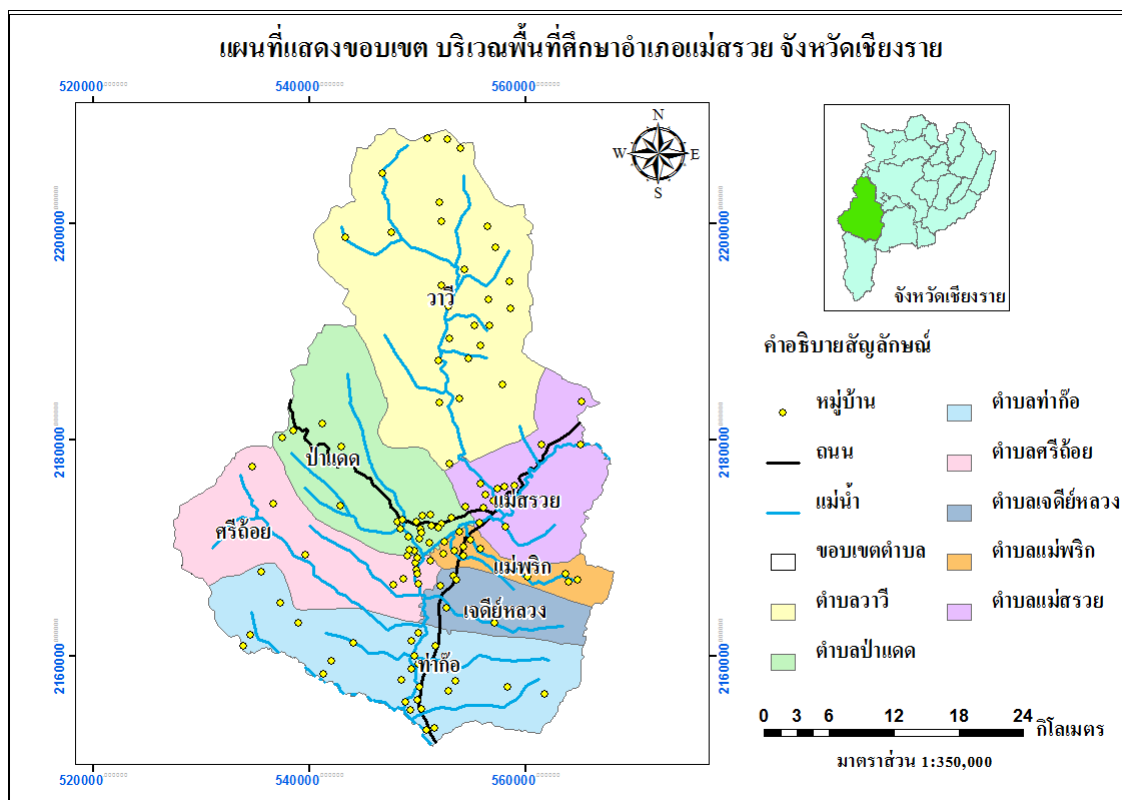 แผนที่แสดงขอบเขต บริเวณพื้นที่ศึกษาอำเภอแม่สรวย จังหวัดเชียงราย
520000 540000 560000
N
W E
S
2200000 2200000
วาวี
จังหวัดเชียงราย
คำอธิบายสัญลักษณ์
หมู่บ้าน ตำบลท่าก๊อ
ถนน ตำบลศรีถ้อย
แม่น้ำ ตำบลเจดีย์หลวง
ขอบเขตตำบล ตำบลแม่พริก
ตำบลวาวี ตำบลแม่สรวย
ตำบลป่าแดด
2180000 2180000
ป่าแดด
แม่สรวย
ศรีถ้อย
แม่พริก
เจดีย์หลวง
ท่าก๊อ
2160000 2160000
0 3 6 12 18 24
กิโลเมตร
มาตราส่วน 1:350,000
520000 540000 560000